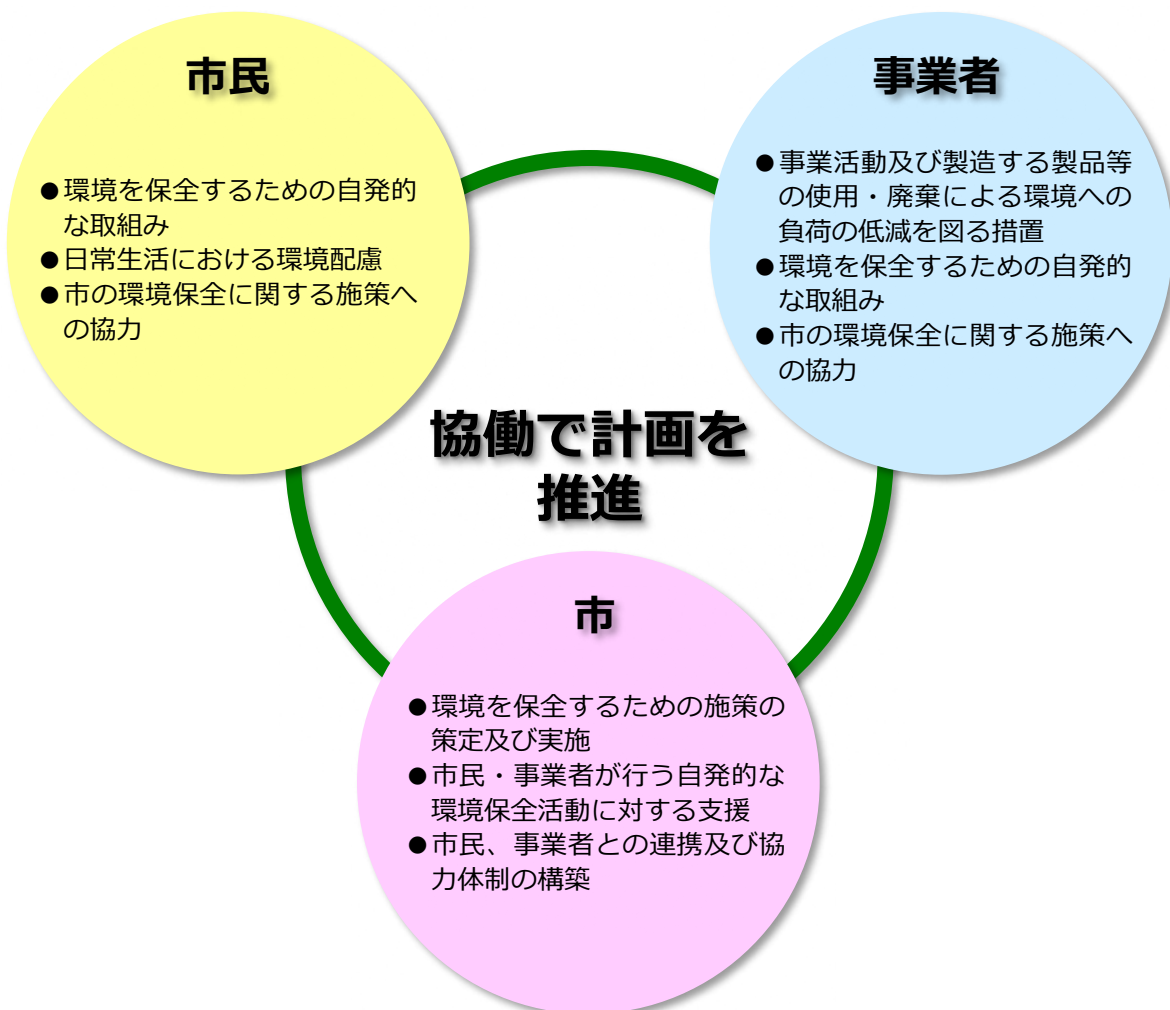 市民
●環境を保全するための自発的
な取組み
●日常生活における環境配慮
●市の環境保全に関する施策へ
の協力
事業者
●事業活動及び製造する製品等
の使用・廃棄による環境への
負荷の低減を図る措置
●環境を保全するための自発的
な取組み
●市の環境保全に関する施策へ
の協力
協働で計画を
推進
市
●環境を保全するための施策の
策定及び実施
●市民・事業者が行う自発的な
環境保全活動に対する支援
●市民、事業者との連携及び協
力体制の構築